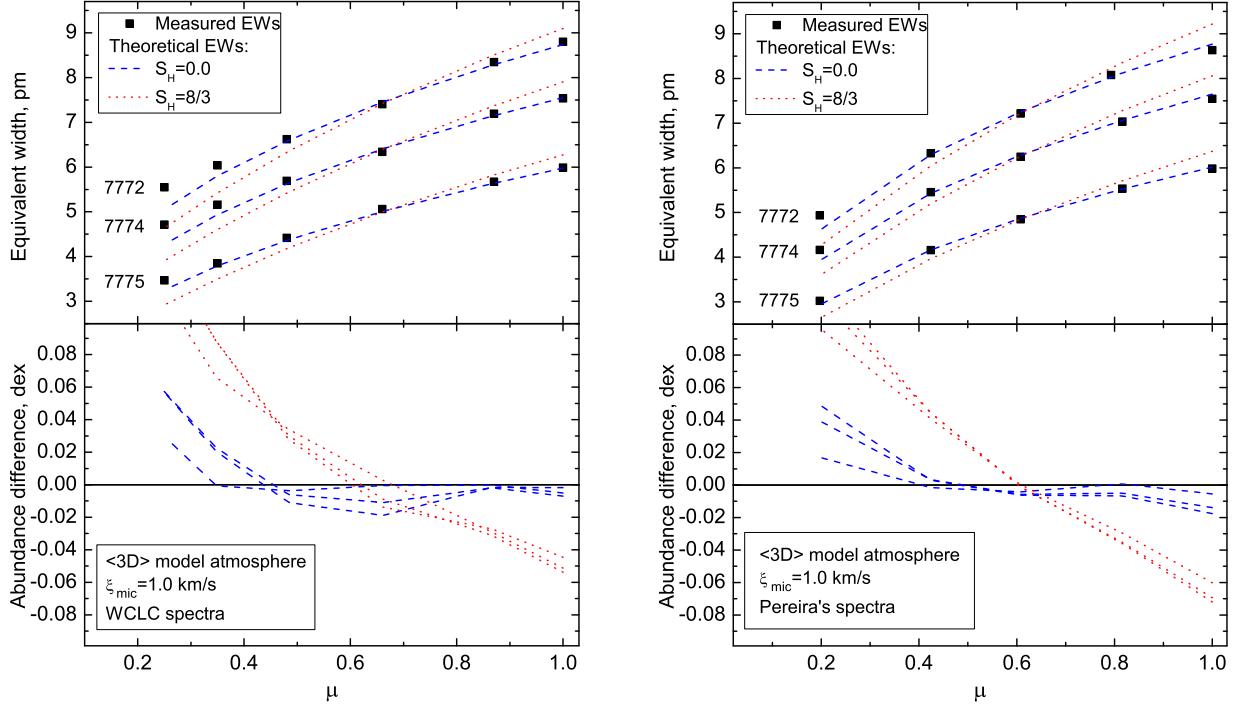 Measured EWs
Theoretical EWs:
S_H=0.0
S_H=8/3
9
8
7
6
5
4
3
Equivalent width, pm
7772
7774
7775
0.08
0.06
0.04
0.02
0.00
-0.02
-0.04
-0.06
-0.08
Abundance difference, dex
<3D> model atmosphere
ξ_mic=1.0 km/s
WCLC spectra
0.2 0.4 0.6 0.8 1.0
μ
Measured EWs
Theoretical EWs:
S_H=0.0
S_H=8/3
9
8
7
6
5
4
3
Equivalent width, pm
7772
7774
7775
0.08
0.06
0.04
0.02
0.00
-0.02
-0.04
-0.06
-0.08
Abundance difference, dex
<3D> model atmosphere
ξ_mic=1.0 km/s
Pereira's spectra
0.2 0.4 0.6 0.8 1.0
μ